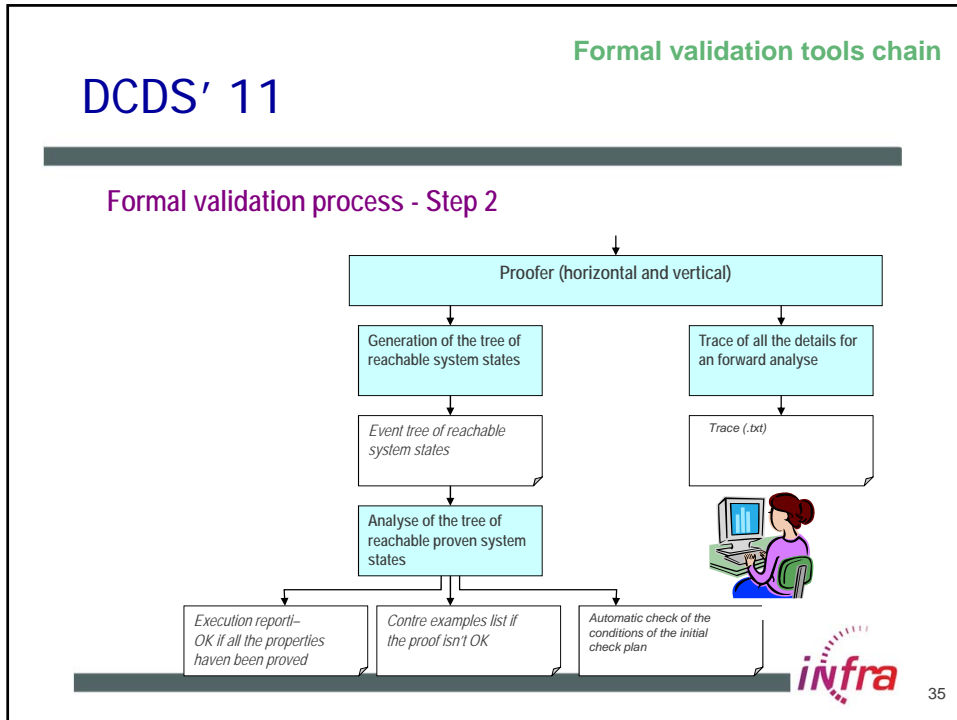 Formal validation tools chain
DCDS' 11
Formal validation process - Step 2
Proofer (horizontal and vertical)
Generation of the tree of
reachable system states
Trace of all the details for
an forward analyse
Event tree of reachable
system states
Trace (.txt)
Analyse of the tree of
reachable proven system
states
Execution reporti–
OK if all the properties
haven been proved
Contre examples list if
the proof isn't OK
Automatic check of the
conditions of the initial
check plan
infra
35